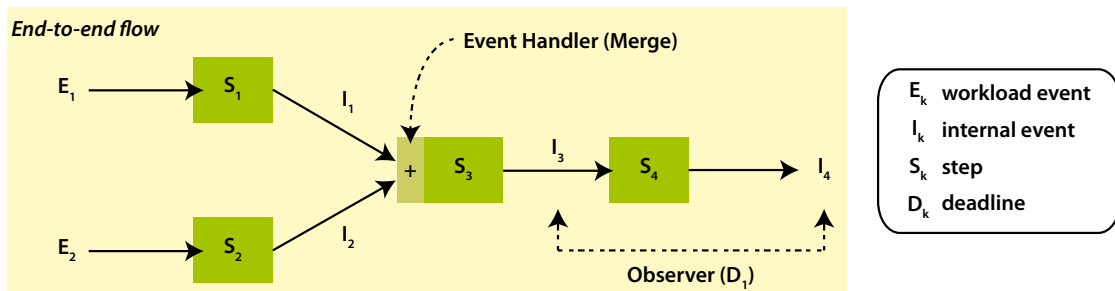 End-to-end flow
Event Handler (Merge)
E₁
S₁
I₁
+
S₃
I₃
S₄
I₄
E₂
S₂
I₂
Observer (D₁)
Eₖ workload event
Iₖ internal event
Sₖ step
Dₖ deadline